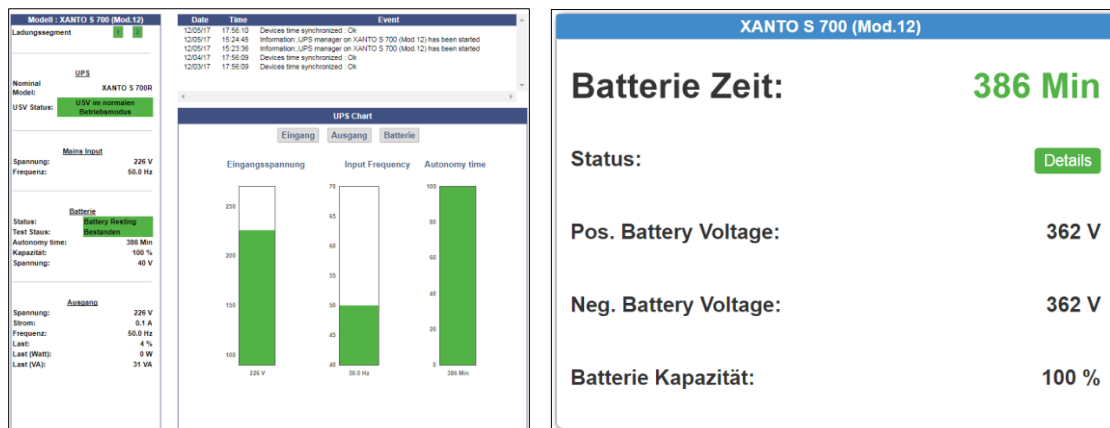 Modell : XANTO S 700 (Mod.12)
Ladungssegment 1 2
UPS
Nominal Model: XANTO S 700R
USV Status: USV im normalen Betriebsmodus
Mains Input
Spannung: 226 V
Frequenz: 50.0 Hz
Batterie
Status: Battery Resting
Test Staus: Bestanden
Autonomy time: 386 Min
Kapazität: 100 %
Spannung: 40 V
Ausgang
Spannung: 226 V
Strom: 0.1 A
Frequenz: 50.0 Hz
Last: 4 %
Last (Watt): 0 W
Last (VA): 31 VA
Date Time Event
12/05/17 17:56:10 Devices time synchronized : Ok
12/05/17 15:24:45 Information:,UPS manager on XANTO S 700 (Mod.12) has been started
12/05/17 15:23:36 Information:,UPS manager on XANTO S 700 (Mod.12) has been started
12/04/17 17:56:09 Devices time synchronized : Ok
12/03/17 17:56:09 Devices time synchronized : Ok
UPS Chart
Eingang Ausgang Batterie
Eingangsspannung Input Frequency Autonomy time
70 100
250
65
80
60
200
60
55
150
40
50
45
20
100
40 0
226 V 50.0 Hz 386 Min
XANTO S 700 (Mod.12)
Batterie Zeit: 386 Min
Status: Details
Pos. Battery Voltage: 362 V
Neg. Battery Voltage: 362 V
Batterie Kapazität: 100 %